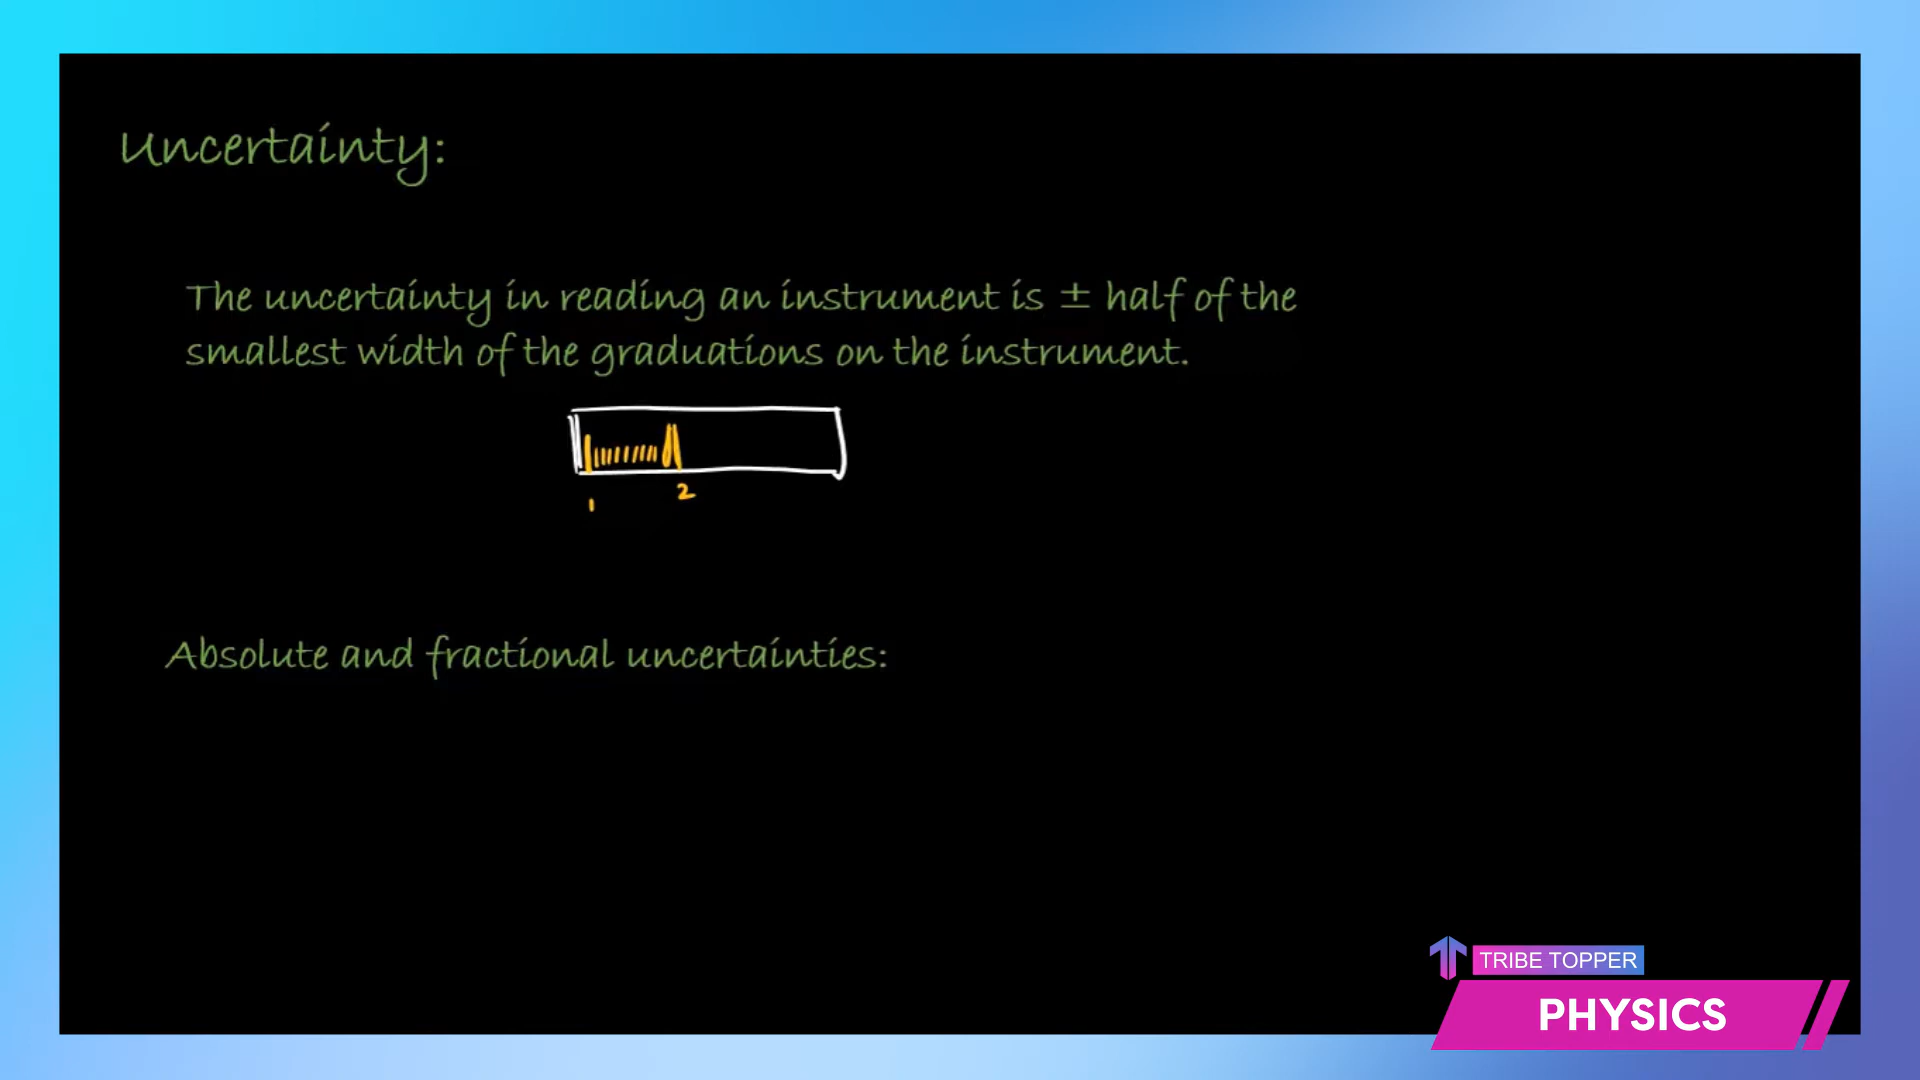 Uncertainty:
The uncertainty in reading an instrument is ± half of the
smallest width of the graduations on the instrument.
1 2
Absolute and fractional uncertainties:
TRIBE TOPPER
PHYSICS